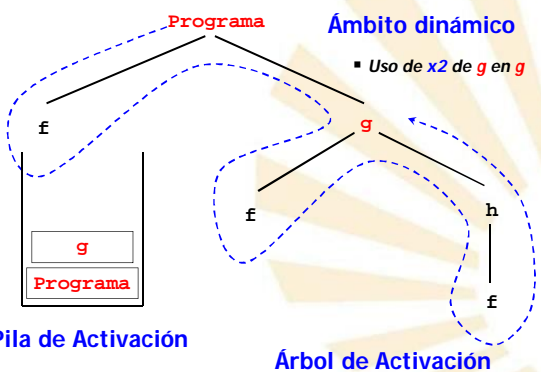 Programa
Ámbito dinámico
▪ Uso de x2 de g en g
f
g
f
h
g
Programa
f
Pila de Activación
Árbol de Activación